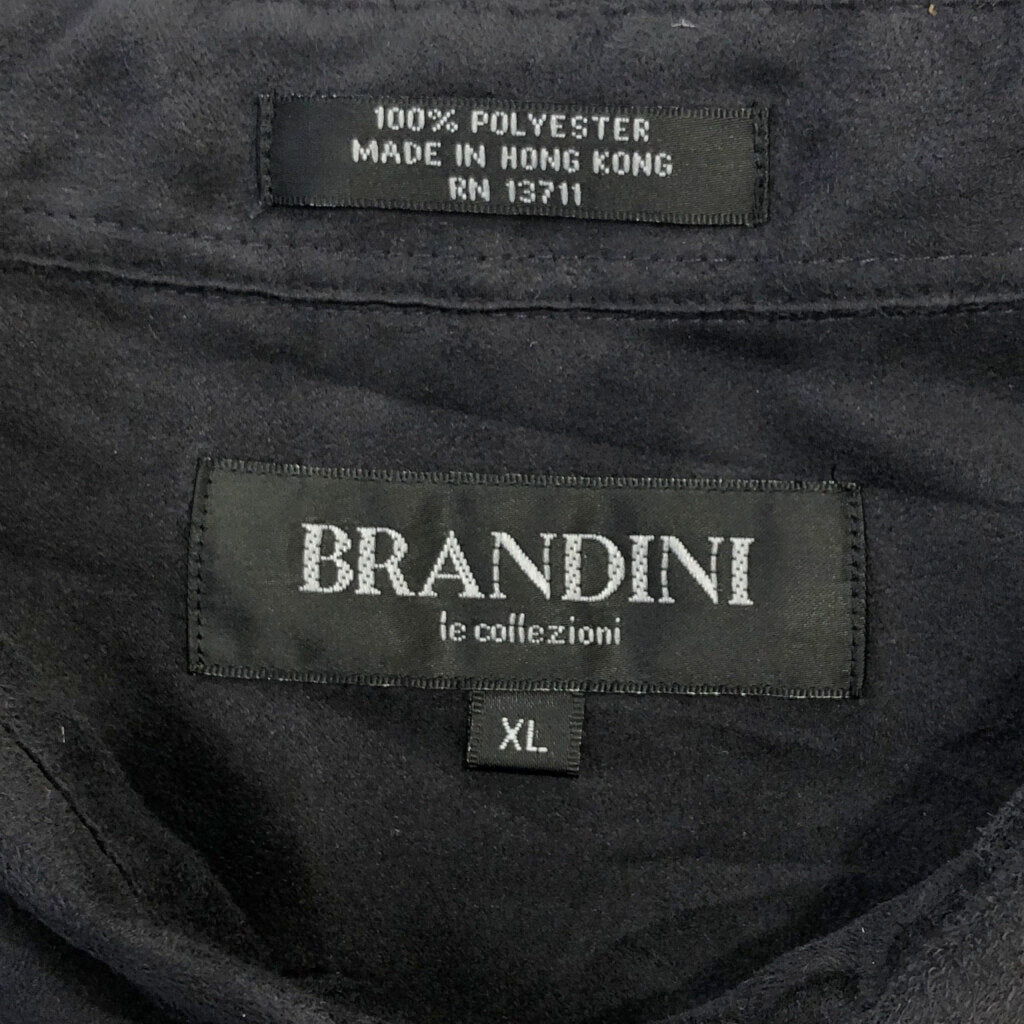 100% POLYESTER
MADE IN HONG KONG
RN 13711
BRANDINI
le collezioni
XL